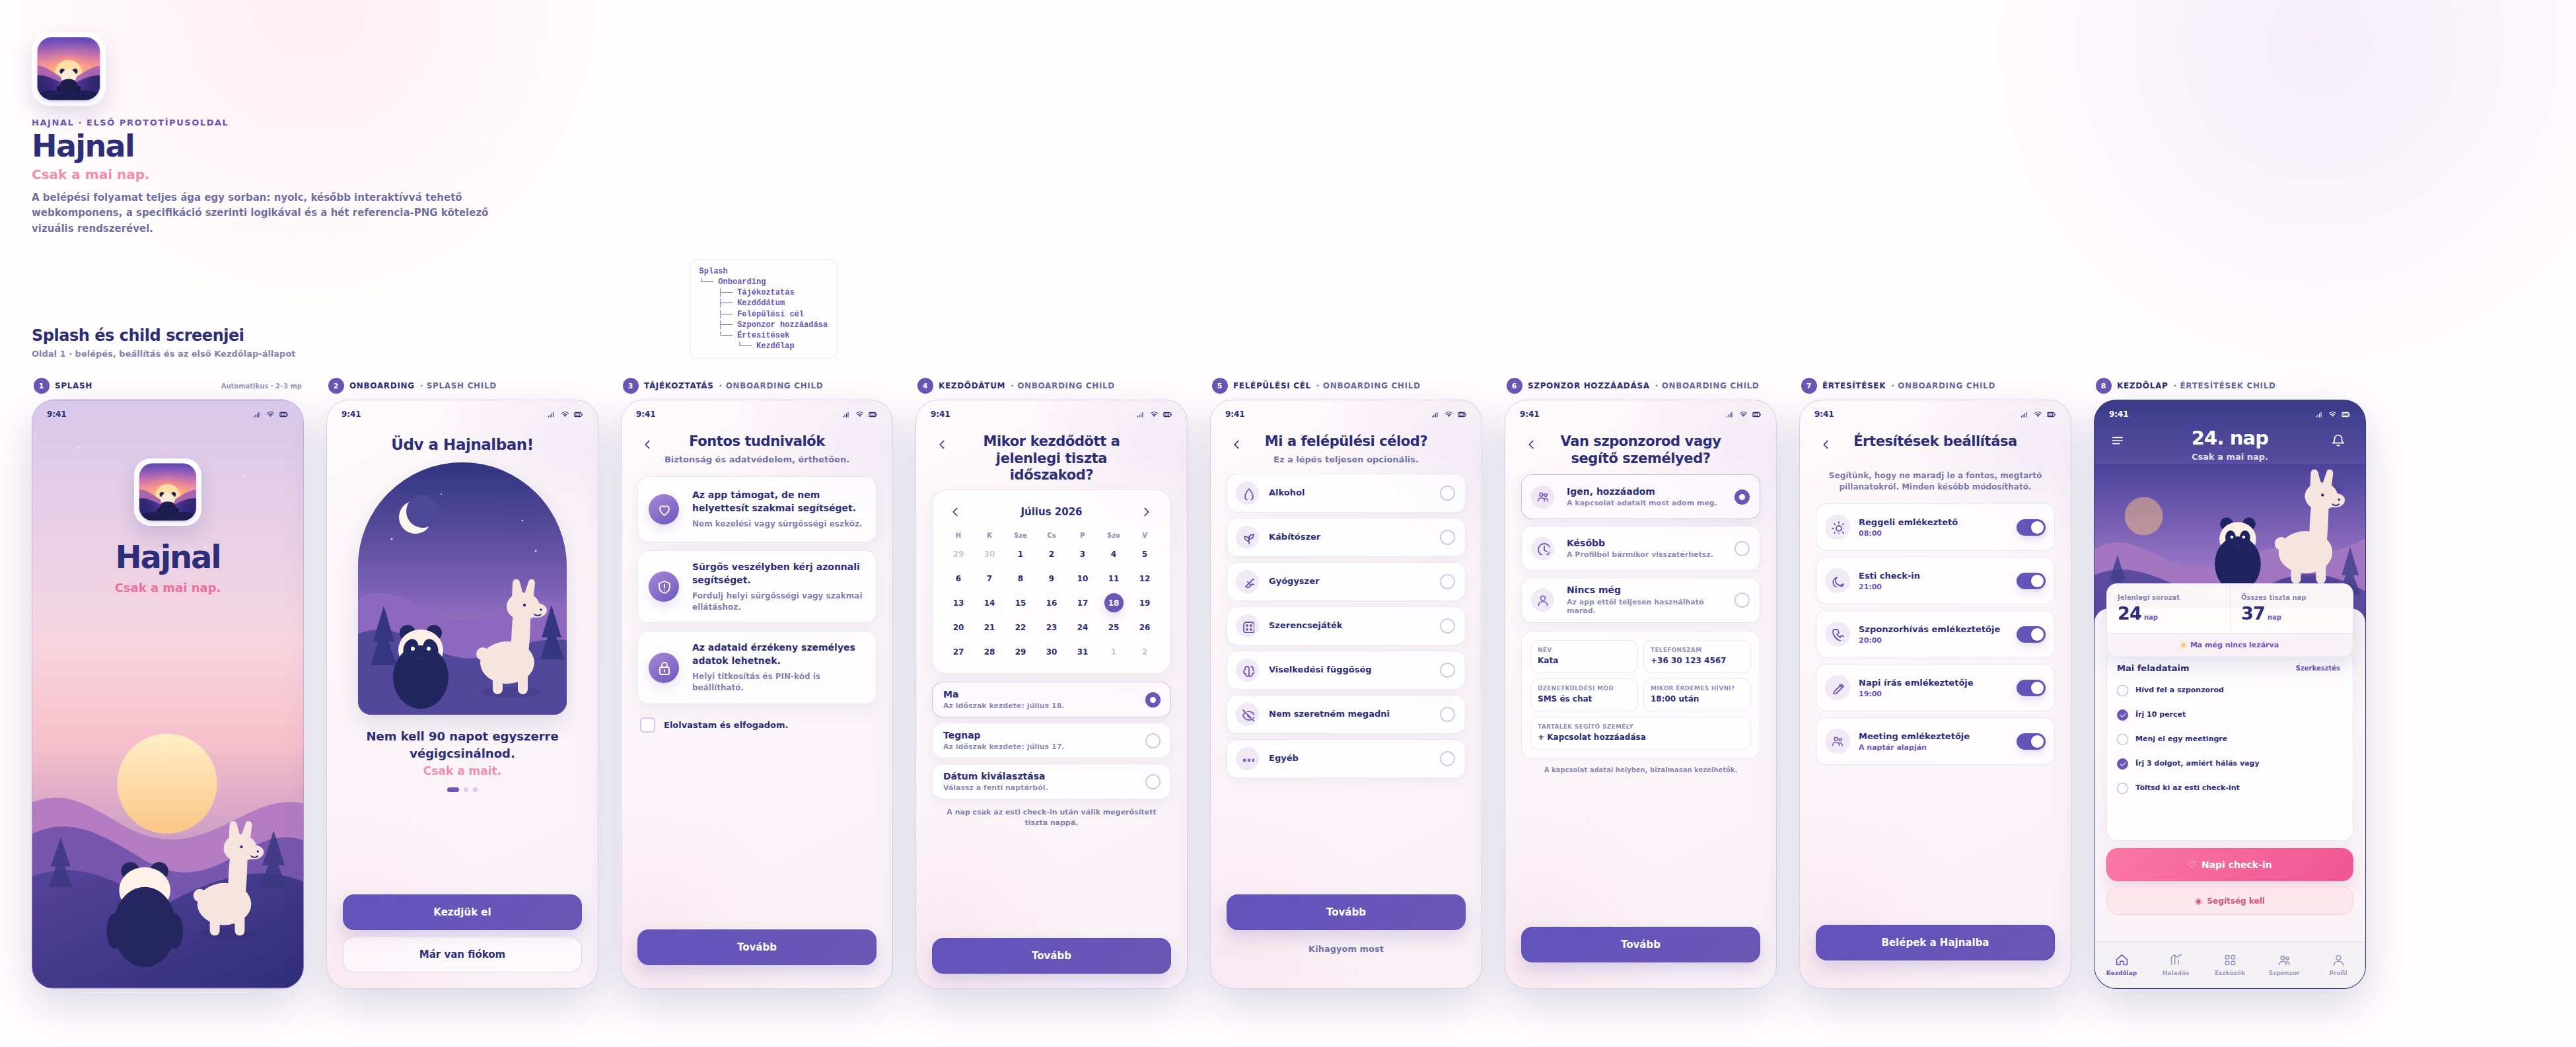 HAJNAL · ELSŐ PROTOTÍPUSOLDAL
Hajnal
Csak a mai nap.
A belépési folyamat teljes ága egy sorban: nyolc, később interaktívvá tehető
webkomponens, a specifikáció szerinti logikával és a hét referencia-PNG kötelező
vizuális rendszerével.
Splash
└── Onboarding
├── Tájékoztatás
├── Kezdődátum
├── Felépülési cél
├── Szponzor hozzáadása
└── Értesítések
└── Kezdőlap
Splash és child screenjei
Oldal 1 · belépés, beállítás és az első Kezdőlap-állapot
1 SPLASH Automatikus · 2–3 mp
9:41
Hajnal
Csak a mai nap.
2 ONBOARDING · SPLASH CHILD
9:41
Üdv a Hajnalban!
Nem kell 90 napot egyszerre
végigcsinálnod.
Csak a mait.
Kezdjük el
Már van fiókom
3 TÁJÉKOZTATÁS · ONBOARDING CHILD
9:41
Fontos tudnivalók
Biztonság és adatvédelem, érthetően.
Az app támogat, de nem
helyettesít szakmai segítséget.
Nem kezelési vagy sürgősségi eszköz.
Sürgős veszélyben kérj azonnali
segítséget.
Fordulj helyi sürgősségi vagy szakmai
ellátáshoz.
Az adataid érzékeny személyes
adatok lehetnek.
Helyi titkosítás és PIN-kód is
beállítható.
Elolvastam és elfogadom.
Tovább
4 KEZDŐDÁTUM · ONBOARDING CHILD
9:41
Mikor kezdődött a
jelenlegi tiszta
időszakod?
Július 2026
H K Sze Cs P Szo V
29 30 1 2 3 4 5
6 7 8 9 10 11 12
13 14 15 16 17 18 19
20 21 22 23 24 25 26
27 28 29 30 31 1 2
Ma
Az időszak kezdete: július 18.
Tegnap
Az időszak kezdete: július 17.
Dátum kiválasztása
Válassz a fenti naptárból.
A nap csak az esti check-in után válik megerősített
tiszta nappá.
Tovább
5 FELÉPÜLÉSI CÉL · ONBOARDING CHILD
9:41
Mi a felépülési célod?
Ez a lépés teljesen opcionális.
Alkohol
Kábítószer
Gyógyszer
Szerencsejáték
Viselkedési függőség
Nem szeretném megadni
Egyéb
Tovább
Kihagyom most
6 SZPONZOR HOZZÁADÁSA · ONBOARDING CHILD
9:41
Van szponzorod vagy
segítő személyed?
Igen, hozzáadom
A kapcsolat adatait most adom meg.
Később
A Profilból bármikor visszatérhetsz.
Nincs még
Az app ettől teljesen használható
marad.
NÉV
Kata
TELEFONSZÁM
+36 30 123 4567
ÜZENETKÜLDÉSI MÓD
SMS és chat
MIKOR ÉRDEMES HÍVNI?
18:00 után
TARTALÉK SEGÍTŐ SZEMÉLY
+ Kapcsolat hozzáadása
A kapcsolat adatai helyben, bizalmasan kezelhetők.
Tovább
7 ÉRTESÍTÉSEK · ONBOARDING CHILD
9:41
Értesítések beállítása
Segítünk, hogy ne maradj le a fontos, megtartó
pillanatokról. Minden később módosítható.
Reggeli emlékeztető
08:00
Esti check-in
21:00
Szponzorhívás emlékeztetője
20:00
Napi írás emlékeztetője
19:00
Meeting emlékeztetője
A naptár alapján
Belépek a Hajnalba
8 KEZDŐLAP · ÉRTESÍTÉSEK CHILD
9:41
24. nap
Csak a mai nap.
Jelenlegi sorozat
24 nap
Összes tiszta nap
37 nap
Ma még nincs lezárva
Mai feladataim Szerkesztés
Hívd fel a szponzorod
Írj 10 percet
Menj el egy meetingre
Írj 3 dolgot, amiért hálás vagy
Töltsd ki az esti check-int
♡ Napi check-in
◉ Segítség kell
Kezdőlap Haladás Eszközök Szponzor Profil